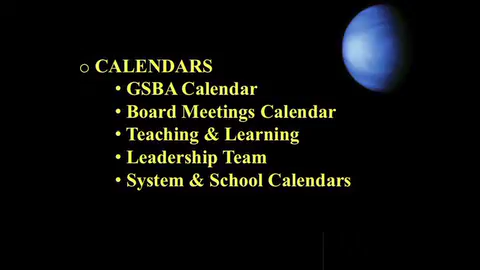 o CALENDARS
• GSBA Calendar
• Board Meetings Calendar
• Teaching & Learning
• Leadership Team
• System & School Calendars